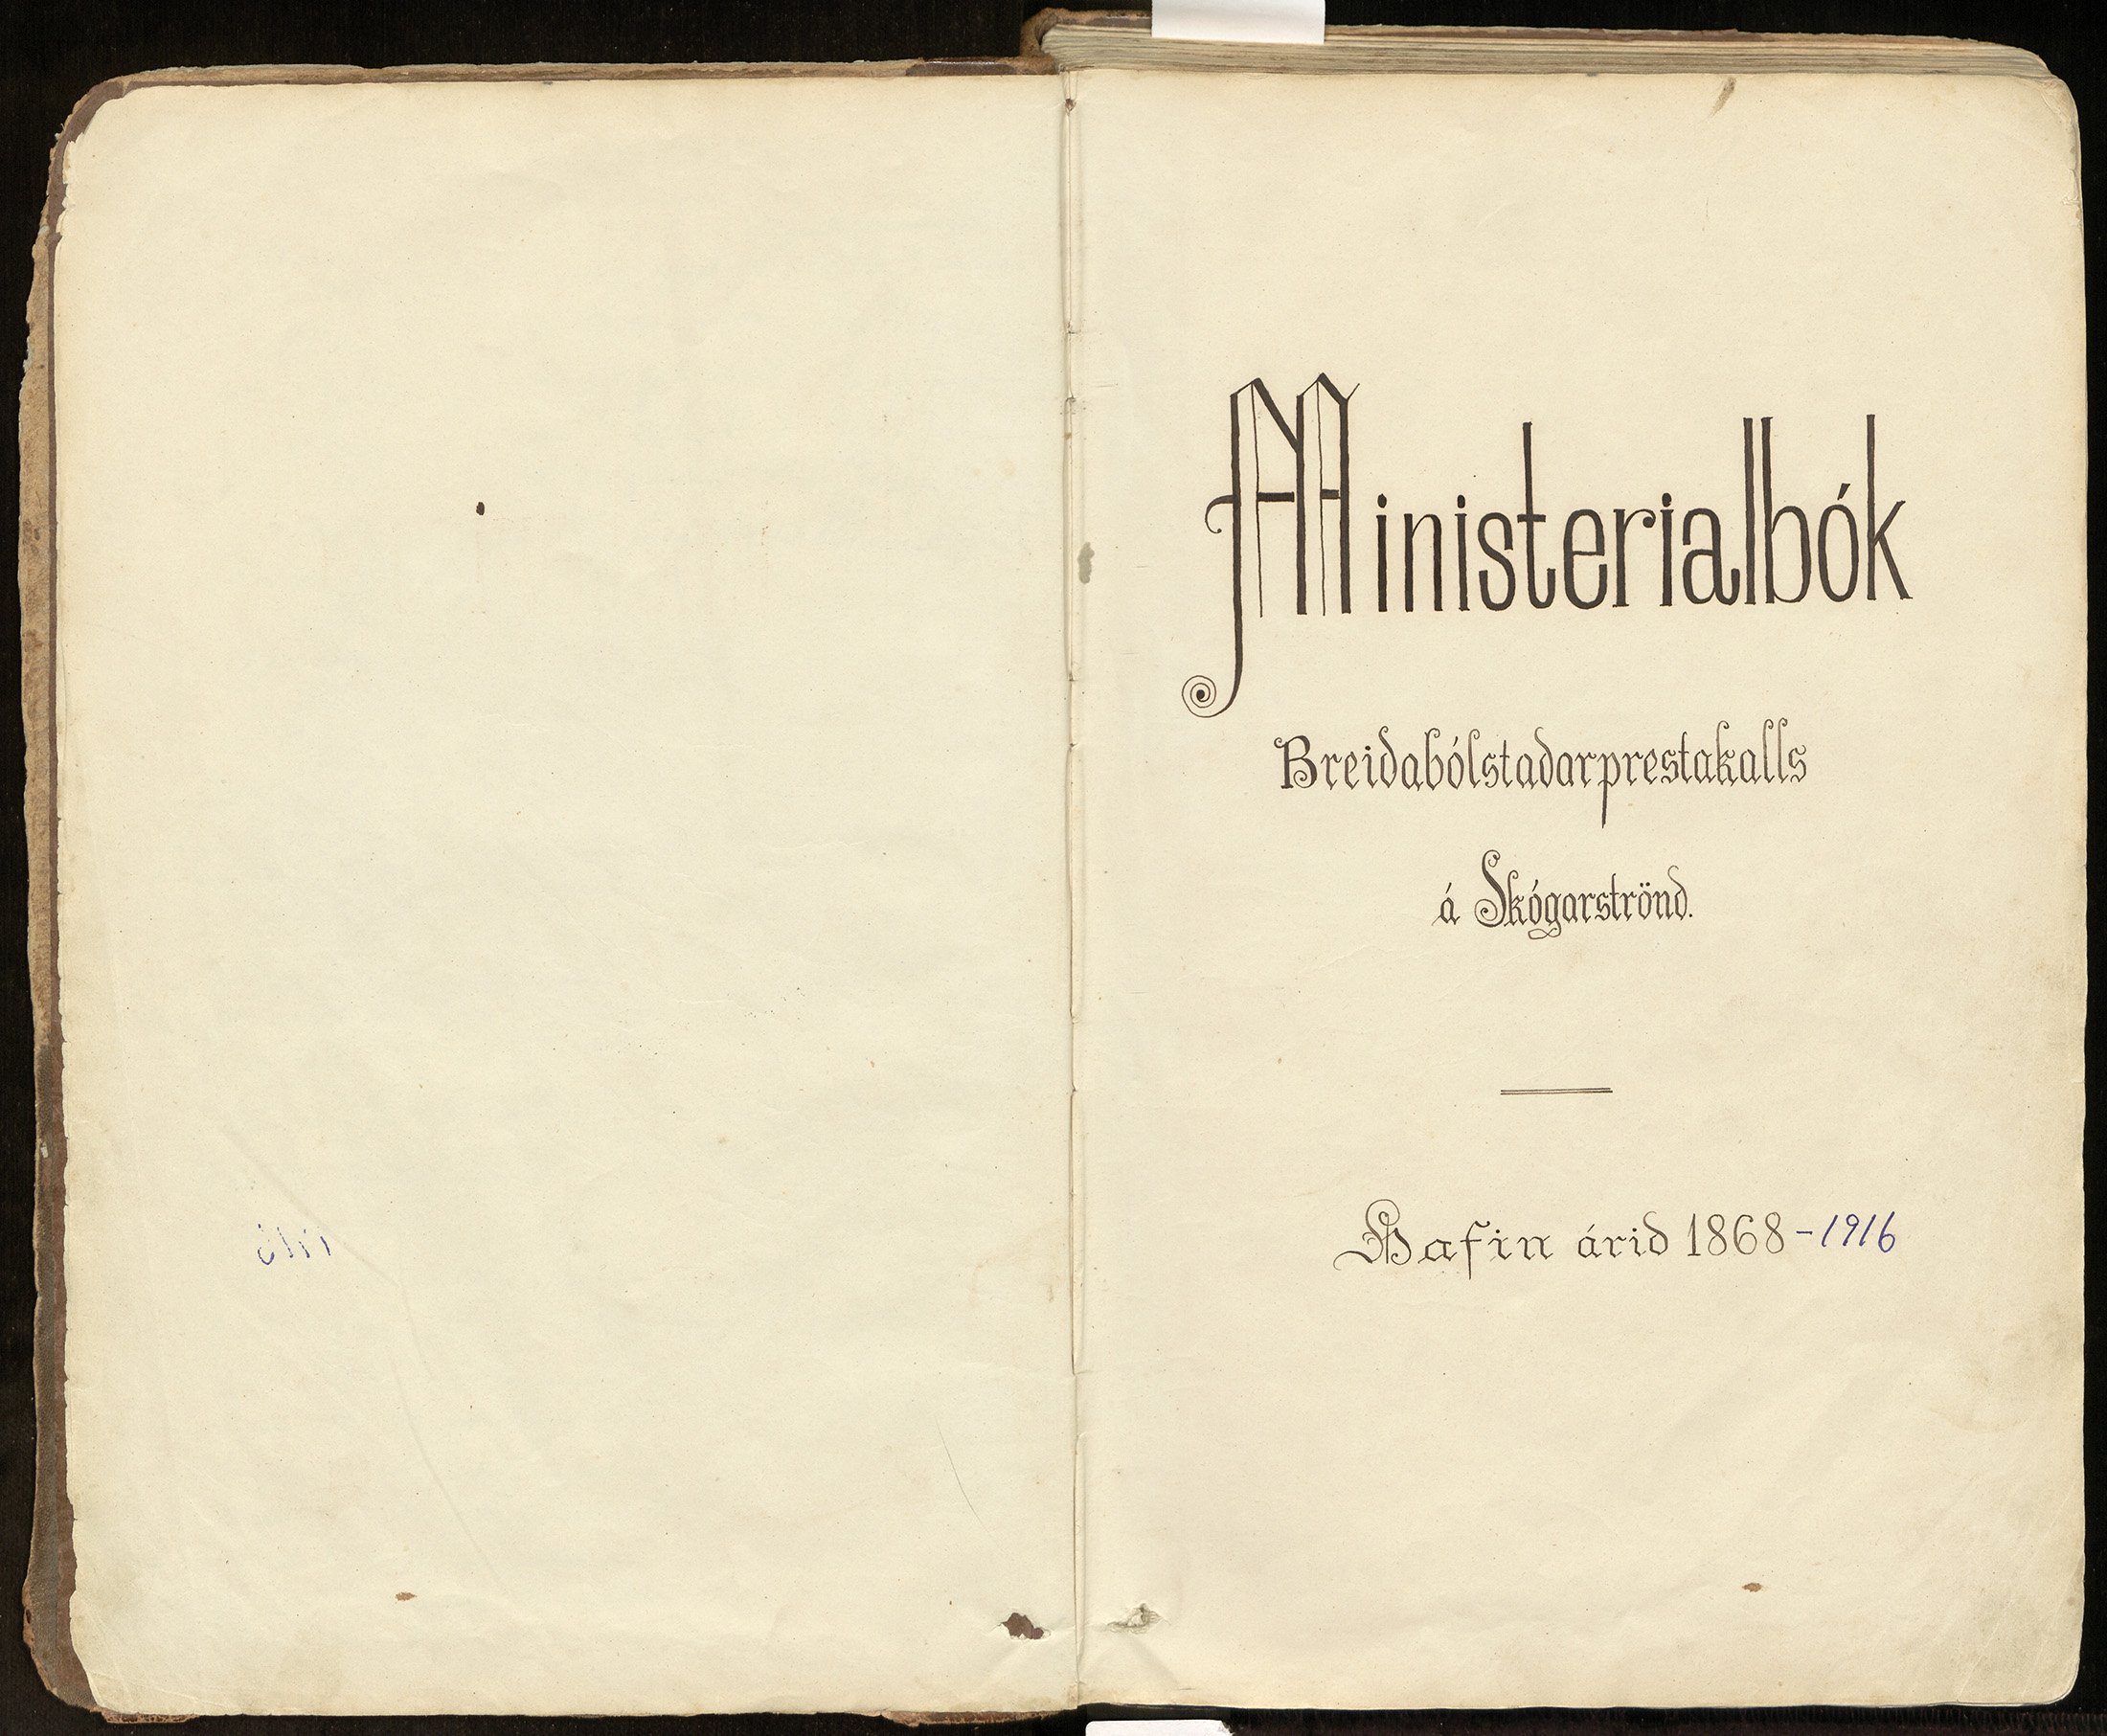 Ministerialbók
Breidabólstadarprestakalls
á Skógarströnd.
Hafin árid 1868 - 1916